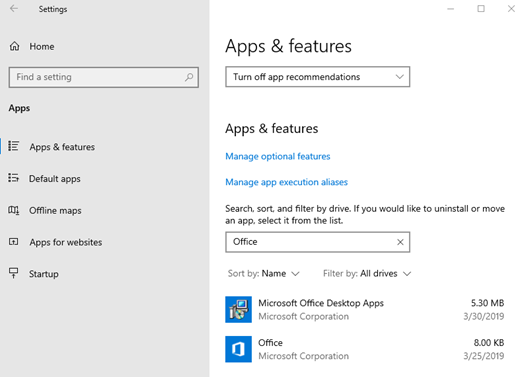 Settings
Home
Find a setting
Apps
Apps & features
Default apps
Offline maps
Apps for websites
Startup
Apps & features
Turn off app recommendations
Apps & features
Manage optional features
Manage app execution aliases
Search, sort, and filter by drive. If you would like to uninstall or move
an app, select it from the list.
Office
Sort by: Name
Filter by: All drives
Microsoft Office Desktop Apps 5.30 MB
Microsoft Corporation 3/30/2019
Office 8.00 KB
Microsoft Corporation 3/25/2019